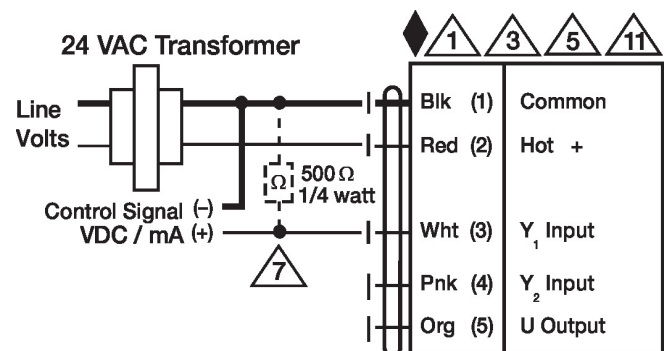 24 VAC Transformer
1 3 5 11
Line
Volts
Blk (1) Common
Red (2) Hot +
Ω 500 Ω
1/4 watt
Control Signal (–)
VDC / mA (+)
7
Wht (3) Y1 Input
Pnk (4) Y2 Input
Org (5) U Output